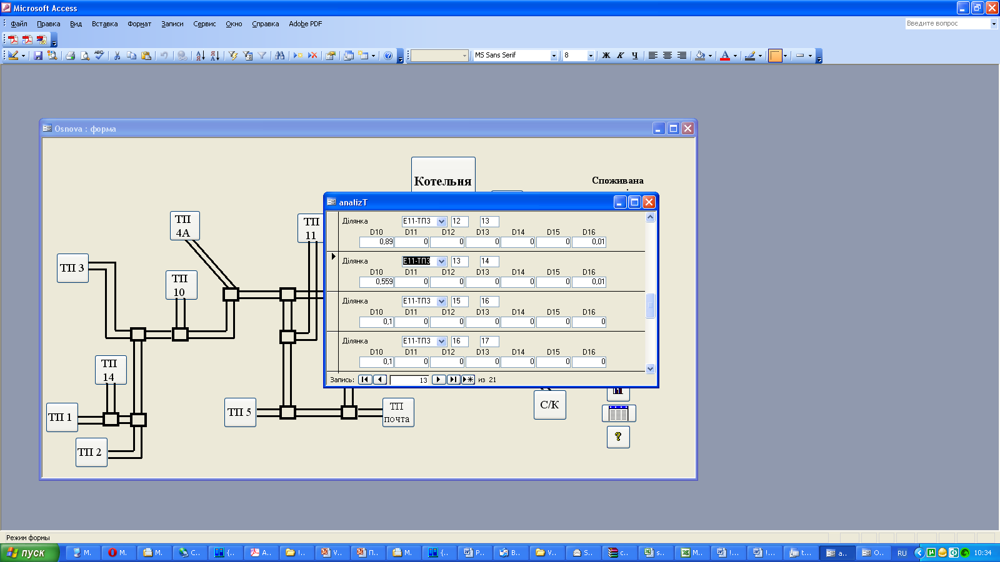 Microsoft Access
Файл Правка Вид Вставка Формат Записи Сервис Окно Справка Adobe PDF
Введите вопрос
MS Sans Serif 8 Ж К Ч
Osnova : форма
Котельня
Споживана
ТП 4А
ТП 11
ТП 3
ТП 10
ТП 14
ТП 1
ТП 2
ТП 5
ТП почта
С/К
analizT
Ділянка Е11-ТП3 12 13
D10 D11 D12 D13 D14 D15 D16
0,89 0 0 0 0 0 0,01
Ділянка Е11-ТП3 13 14
D10 D11 D12 D13 D14 D15 D16
0,559 0 0 0 0 0 0,01
Ділянка Е11-ТП3 15 16
D10 D11 D12 D13 D14 D15 D16
0,1 0 0 0 0 0 0
Ділянка Е11-ТП3 16 17
D10 D11 D12 D13 D14 D15 D16
0,1 0 0 0 0 0 0
Запись: 13 из 21
Режим формы
пуск М. М. М. С.. {.. А.. !.. V.. П.. М.. {.. Р.. В.. V.. S.. с.. s.. М.. !.. !.. t... а.. О.. RU 10:34